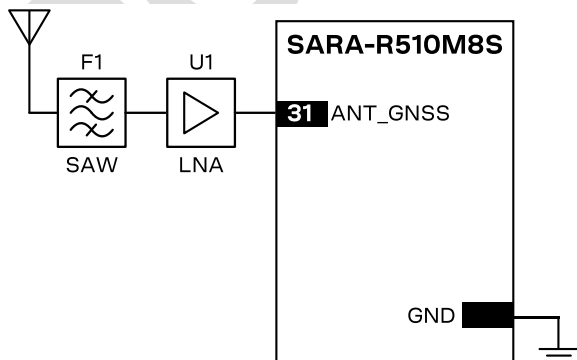 SARA-R510M8S
F1
U1
31 ANT_GNSS
SAW
LNA
GND